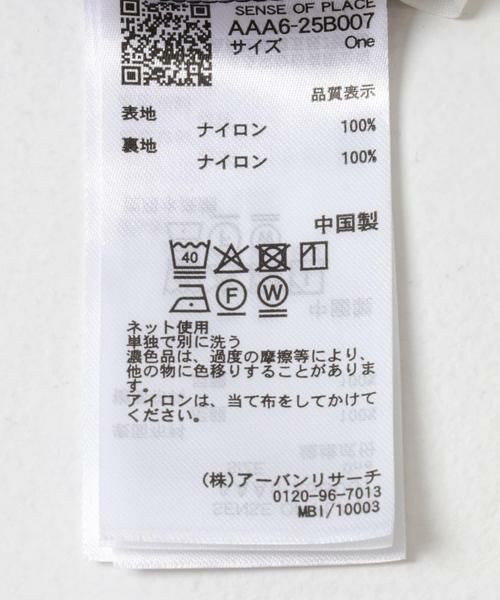 SENSE OF PLACE
AAA6-25B007
サイズ One
品質表示
表地
ナイロン 100%
裏地
ナイロン 100%
中国製
40
F W
ネット使用
単独で別に洗う
濃色品は、過度の摩擦等により、
他の物に色移りすることがありま
す。
アイロンは、当て布をしてかけて
ください。
(株)アーバンリサーチ
0120-96-7013
MBI/10003